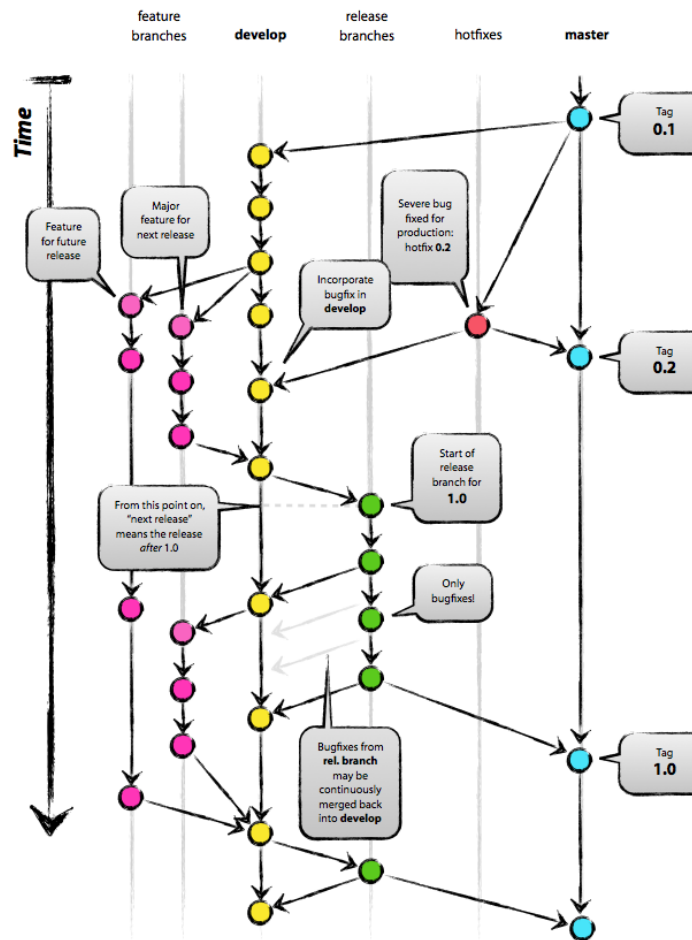 feature
branches
develop
release
branches
hotfixes
master
Time
Tag
0.1
Major
feature for
next release
Feature
for future
release
Severe bug
fixed for
production:
hotfix 0.2
Incorporate
bugfix in
develop
Tag
0.2
Start of
release
branch for
1.0
From this point on,
“next release”
means the release
after 1.0
Only
bugfixes!
Bugfixes from
rel. branch
may be
continuously
merged back
into develop
Tag
1.0